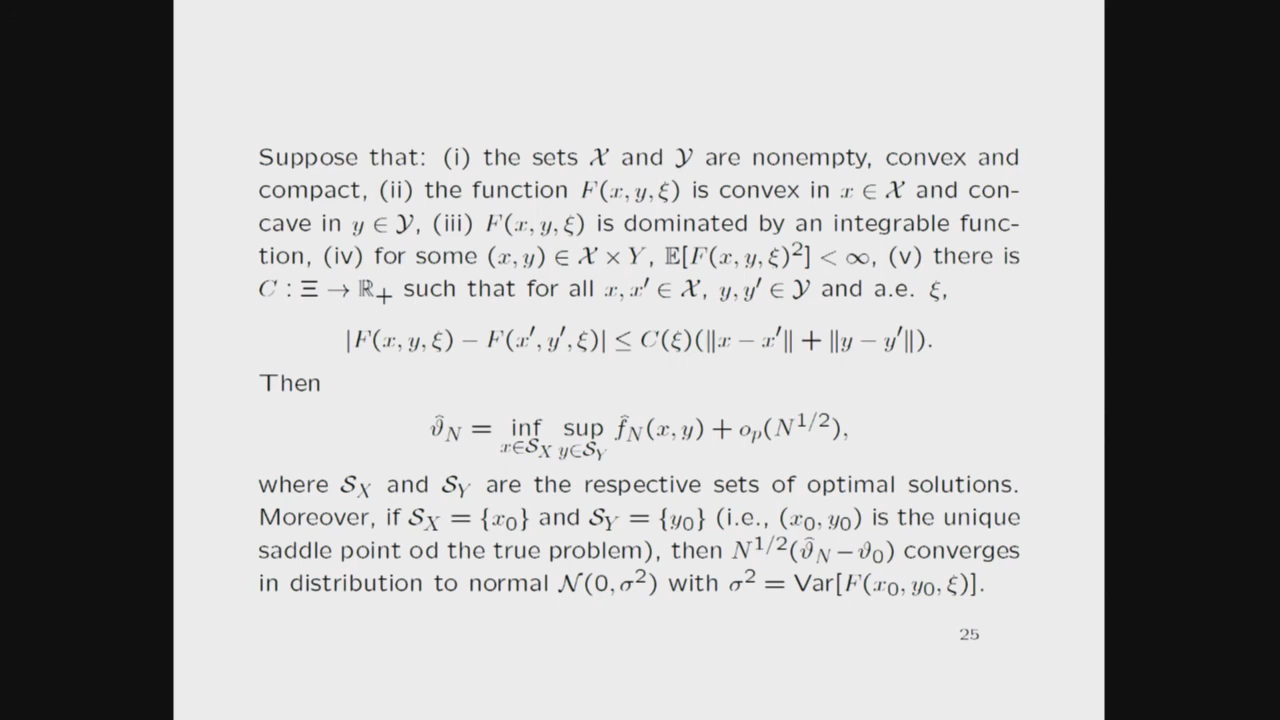 Suppose that: (i) the sets 𝒳 and 𝒴 are nonempty, convex and
compact, (ii) the function F(x, y, ξ) is convex in x ∈ 𝒳 and con-
cave in y ∈ 𝒴, (iii) F(x, y, ξ) is dominated by an integrable func-
tion, (iv) for some (x, y) ∈ 𝒳 × Y, 𝔼[F(x, y, ξ)²] < ∞, (v) there is
C : Ξ → ℝ₊ such that for all x, x′ ∈ 𝒳, y, y′ ∈ 𝒴 and a.e. ξ,
|F(x, y, ξ) − F(x′, y′, ξ)| ≤ C(ξ)(‖x − x′‖ + ‖y − y′‖).
Then
ϑ̂_N = inf_{x∈𝒮_X} sup_{y∈𝒮_Y} f̂_N(x, y) + o_p(N^{1/2}),
where 𝒮_X and 𝒮_Y are the respective sets of optimal solutions.
Moreover, if 𝒮_X = {x₀} and 𝒮_Y = {y₀} (i.e., (x₀, y₀) is the unique
saddle point od the true problem), then N^{1/2}(ϑ̂_N − ϑ₀) converges
in distribution to normal 𝒩(0, σ²) with σ² = Var[F(x₀, y₀, ξ)].
25